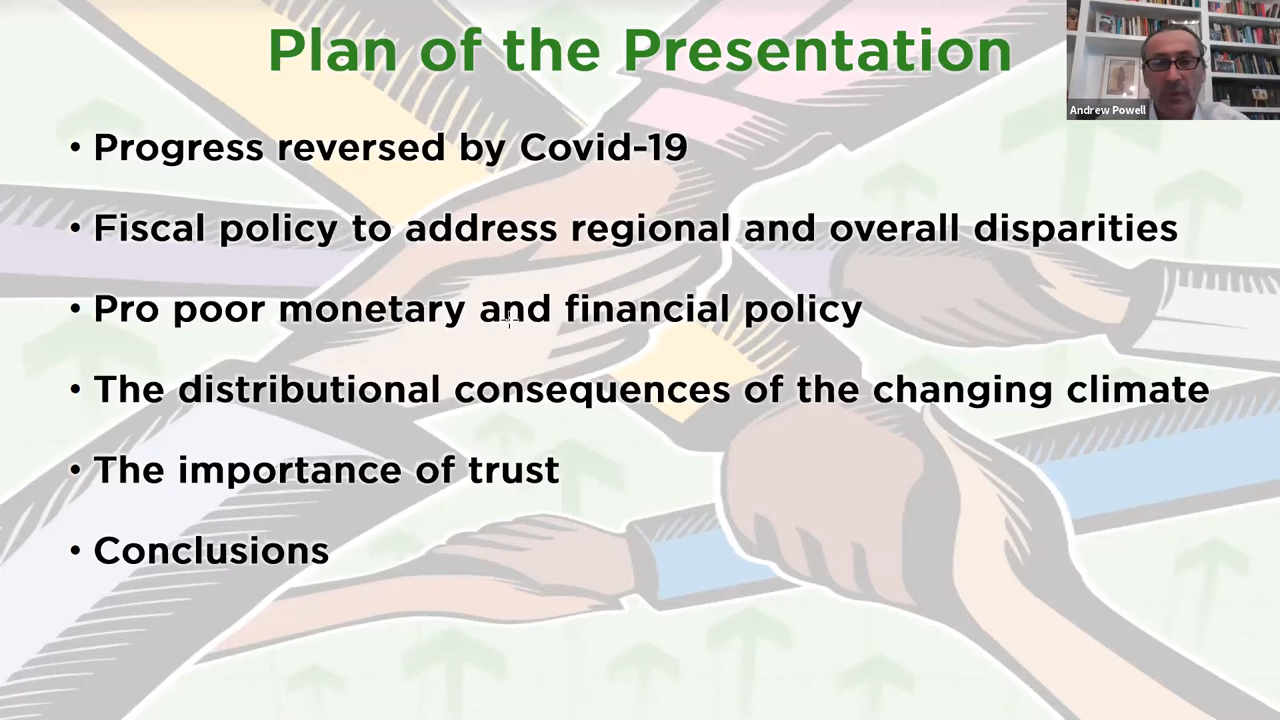 Plan of the Presentation
Andrew Powell
• Progress reversed by Covid-19
• Fiscal policy to address regional and overall disparities
• Pro poor monetary and financial policy
• The distributional consequences of the changing climate
• The importance of trust
• Conclusions